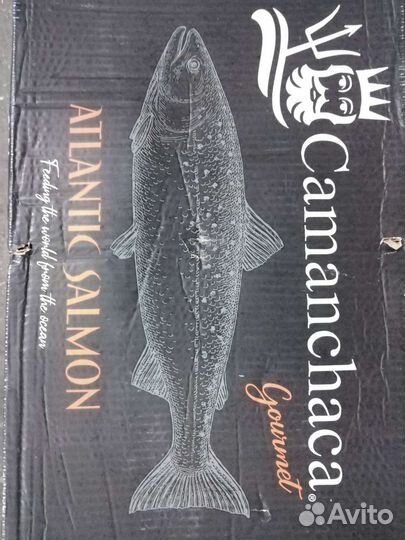 Camanchaca®
Gourmet
ATLANTIC SALMON
Feeding the world from the ocean
Avito